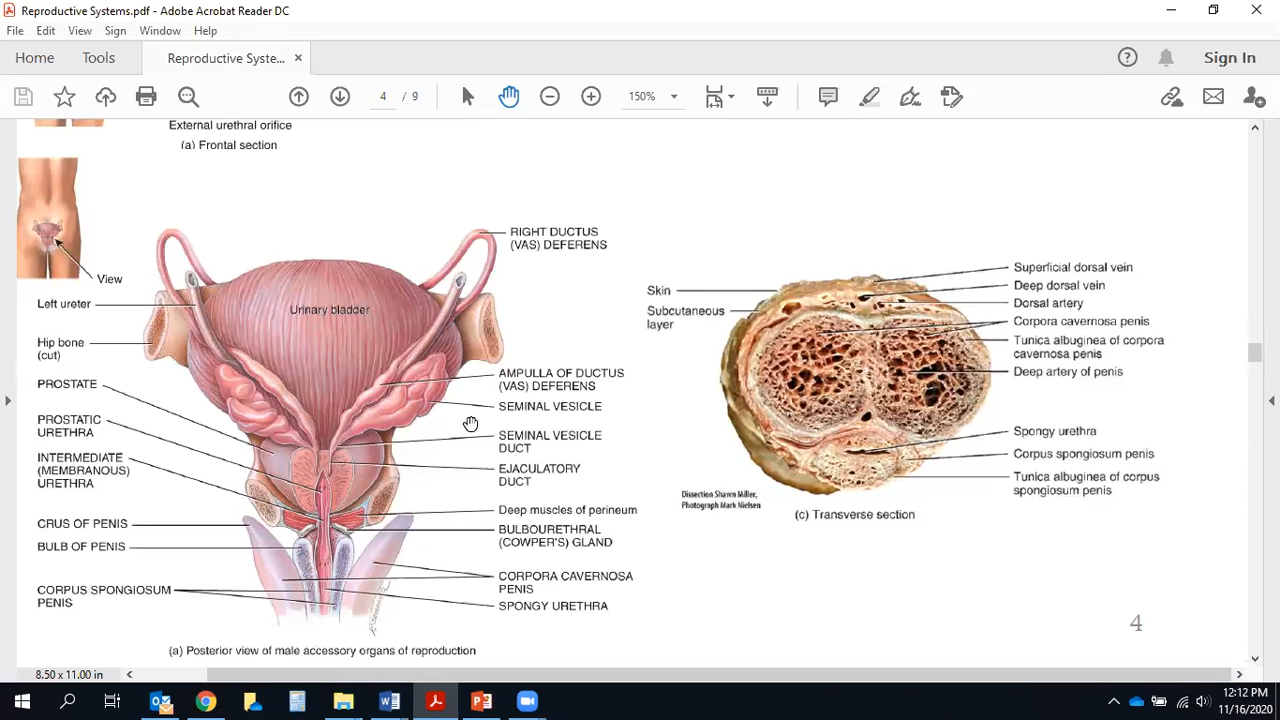 Reproductive Systems.pdf - Adobe Acrobat Reader DC
File Edit View Sign Window Help
Home Tools Reproductive Syste... × Sign In
4 / 9 150%
External urethral orifice
(a) Frontal section
View
RIGHT DUCTUS
(VAS) DEFERENS
Left ureter
Urinary bladder
Hip bone
(cut)
AMPULLA OF DUCTUS
(VAS) DEFERENS
PROSTATE
SEMINAL VESICLE
PROSTATIC
URETHRA
SEMINAL VESICLE
DUCT
INTERMEDIATE
(MEMBRANOUS)
URETHRA
EJACULATORY
DUCT
Deep muscles of perineum
CRUS OF PENIS
BULBOURETHRAL
(COWPER'S) GLAND
BULB OF PENIS
CORPUS SPONGIOSUM
PENIS
CORPORA CAVERNOSA
PENIS
SPONGY URETHRA
(a) Posterior view of male accessory organs of reproduction
Skin
Subcutaneous
layer
Superficial dorsal vein
Deep dorsal vein
Dorsal artery
Corpora cavernosa penis
Tunica albuginea of corpora
cavernosa penis
Deep artery of penis
Spongy urethra
Corpus spongiosum penis
Tunica albuginea of corpus
spongiosum penis
Dissection Shawn Miller,
Photograph Mark Nielsen
(c) Transverse section
4
8.50 x 11.00 in
12:12 PM
11/16/2020